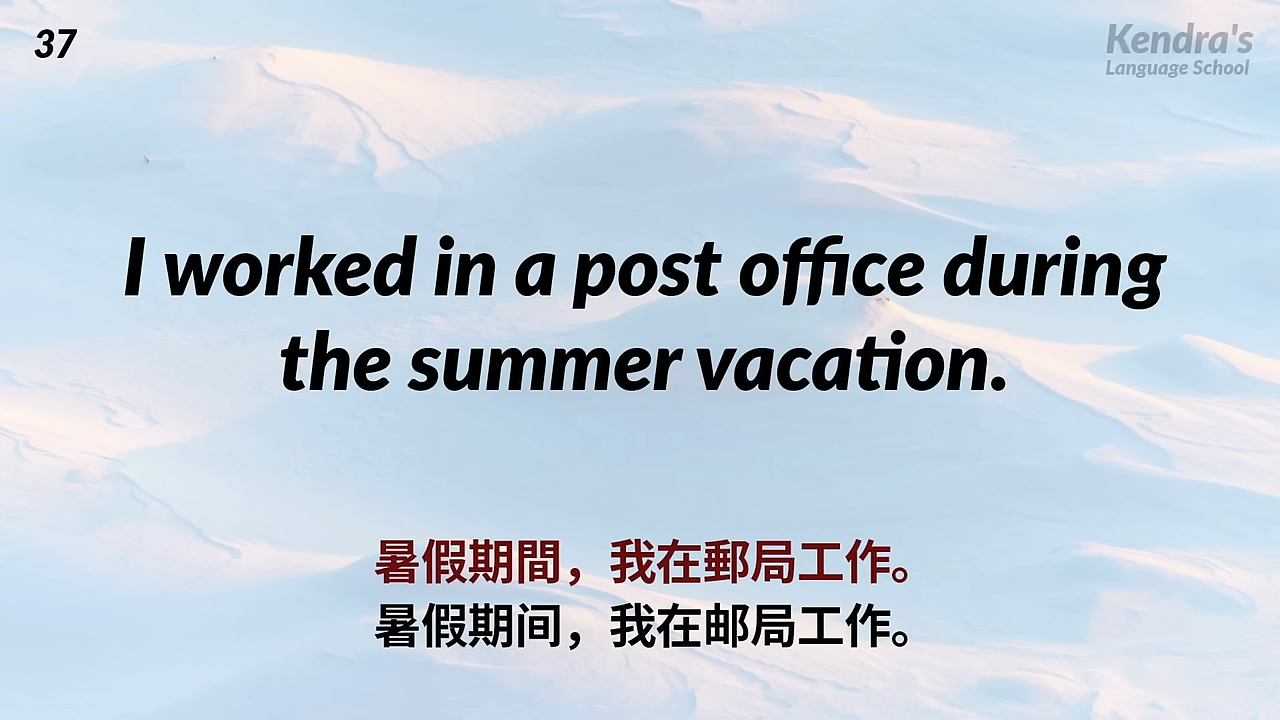 37
Kendra's
Language School
I worked in a post office during
the summer vacation.
暑假期間，我在郵局工作。
暑假期间，我在邮局工作。